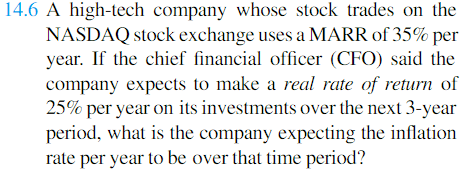 14.6 A high-tech company whose stock trades on the
NASDAQ stock exchange uses a MARR of 35% per
year. If the chief financial officer (CFO) said the
company expects to make a real rate of return of
25% per year on its investments over the next 3-year
period, what is the company expecting the inflation
rate per year to be over that time period?